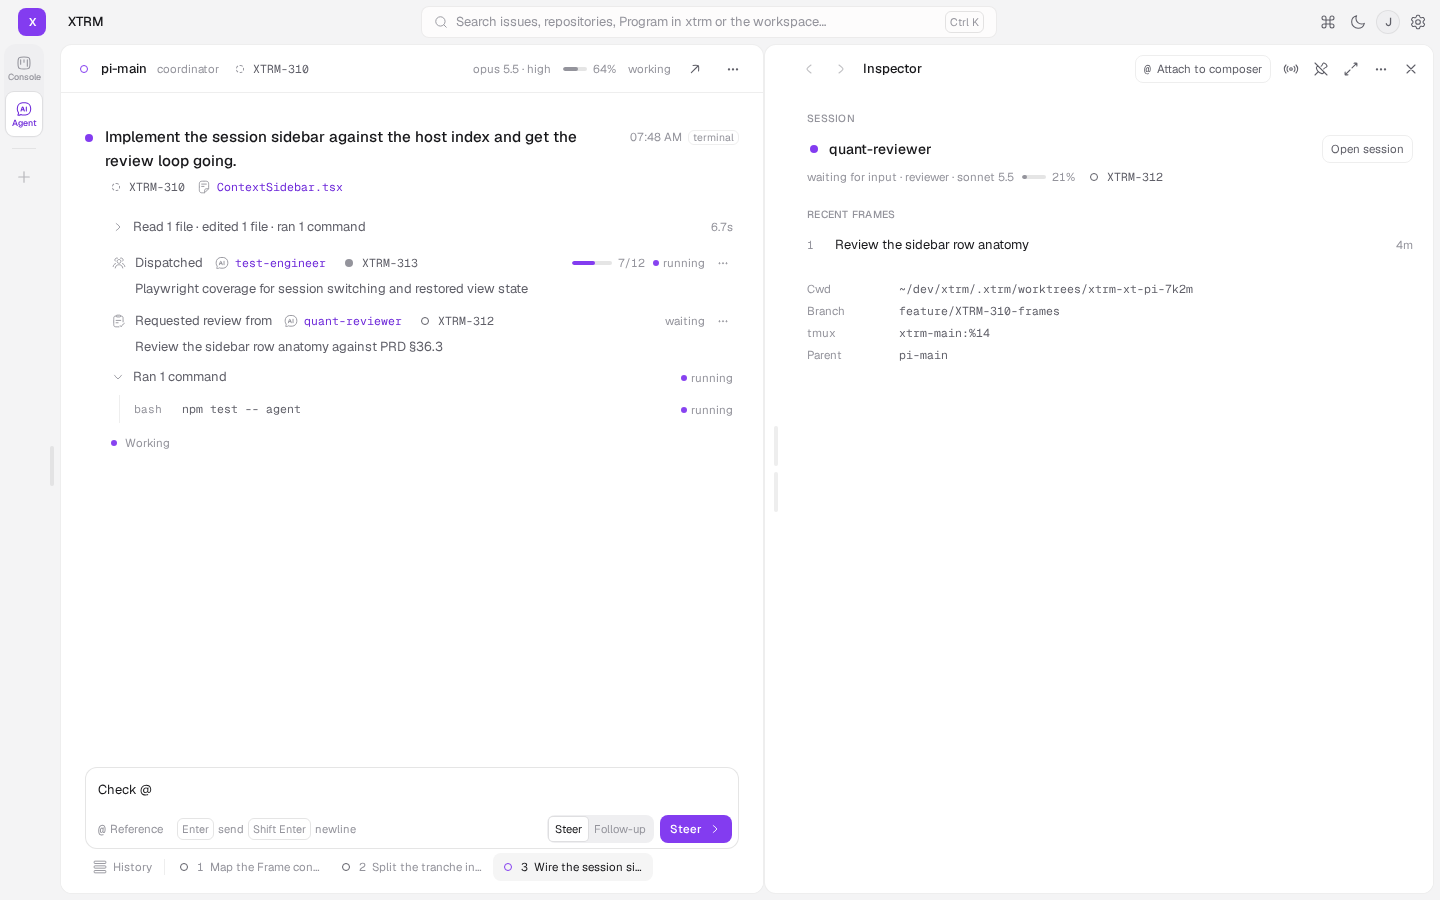 X XTRM Search issues, repositories, Program in xtrm or the workspace... Ctrl K J
Console
AI
Agent
pi-main coordinator XTRM-310 opus 5.5 · high 64% working
Implement the session sidebar against the host index and get the review loop going. 07:48 AM terminal
XTRM-310 ContextSidebar.tsx
Read 1 file · edited 1 file · ran 1 command 6.7s
Dispatched AI test-engineer XTRM-313 7/12 running
Playwright coverage for session switching and restored view state
Requested review from AI quant-reviewer XTRM-312 waiting
Review the sidebar row anatomy against PRD §36.3
Ran 1 command running
bash npm test -- agent running
Working
Check @
@ Reference Enter send Shift Enter newline Steer Follow-up Steer
History 1 Map the Frame con... 2 Split the tranche in... 3 Wire the session si...
Inspector @ Attach to composer
SESSION
quant-reviewer Open session
waiting for input · reviewer · sonnet 5.5 21% XTRM-312
RECENT FRAMES
1 Review the sidebar row anatomy 4m
Cwd ~/dev/xtrm/.xtrm/worktrees/xtrm-xt-pi-7k2m
Branch feature/XTRM-310-frames
tmux xtrm-main:%14
Parent pi-main